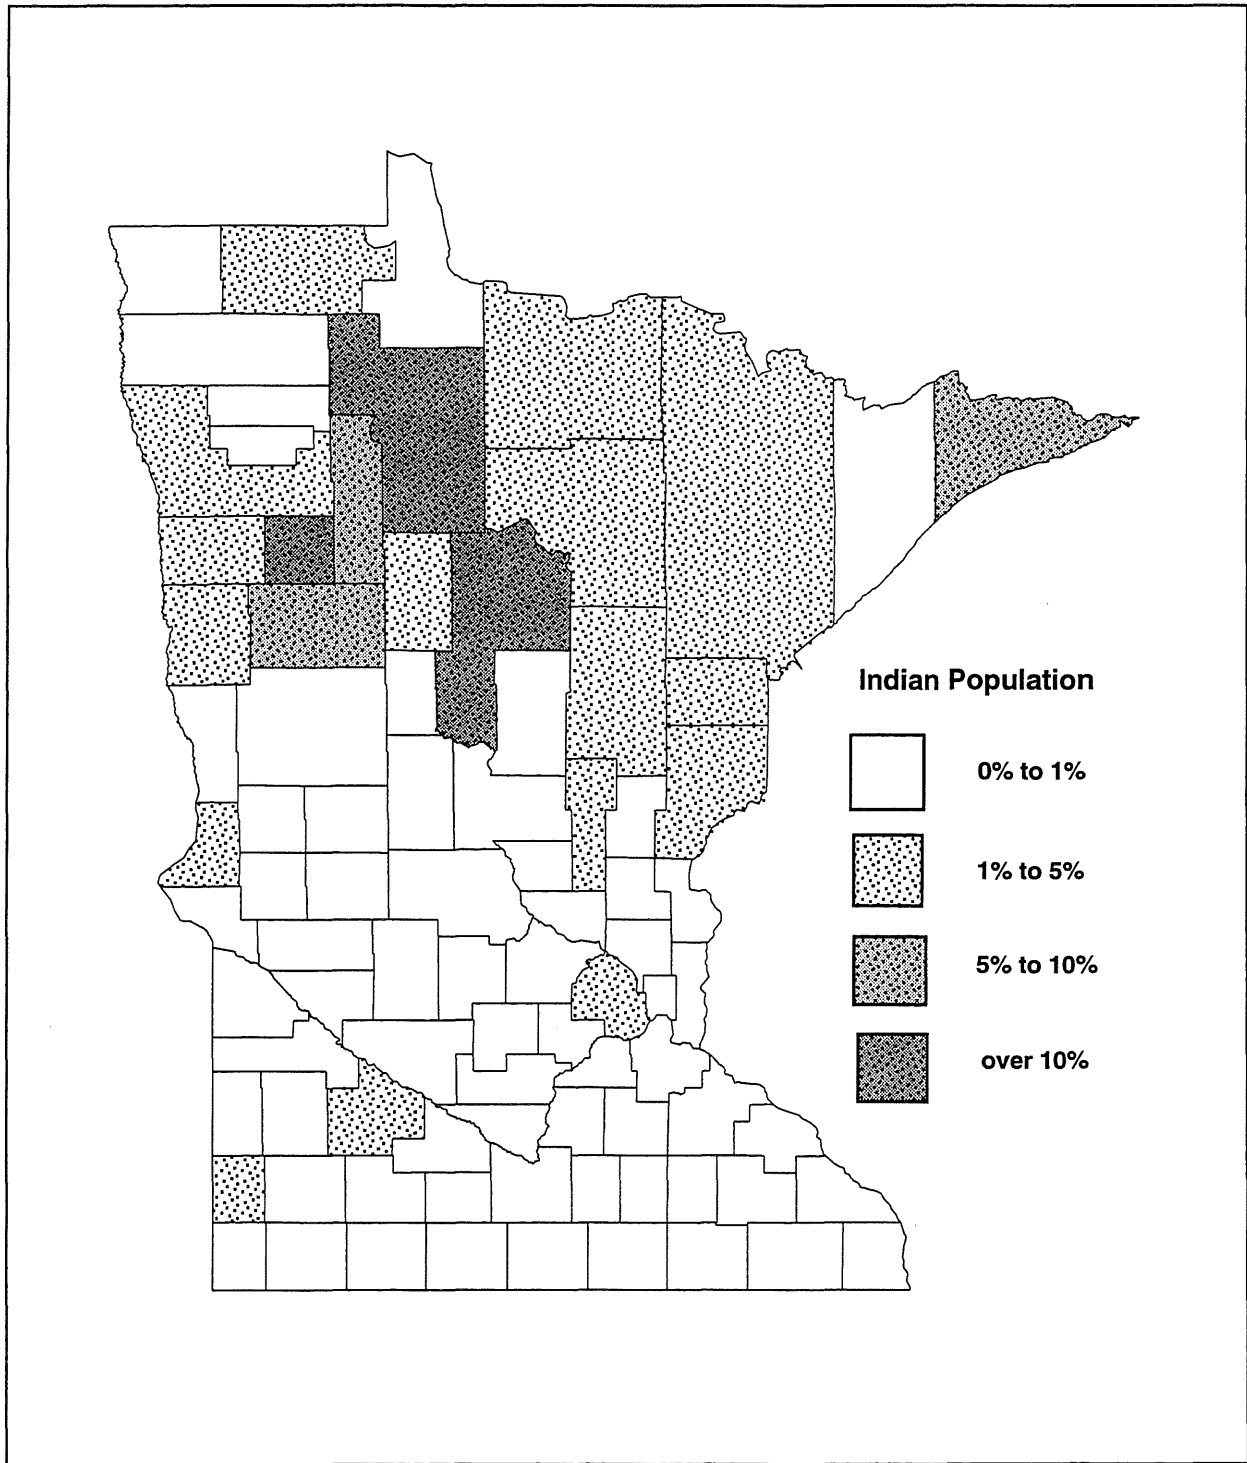 Indian Population
0% to 1%
1% to 5%
5% to 10%
over 10%